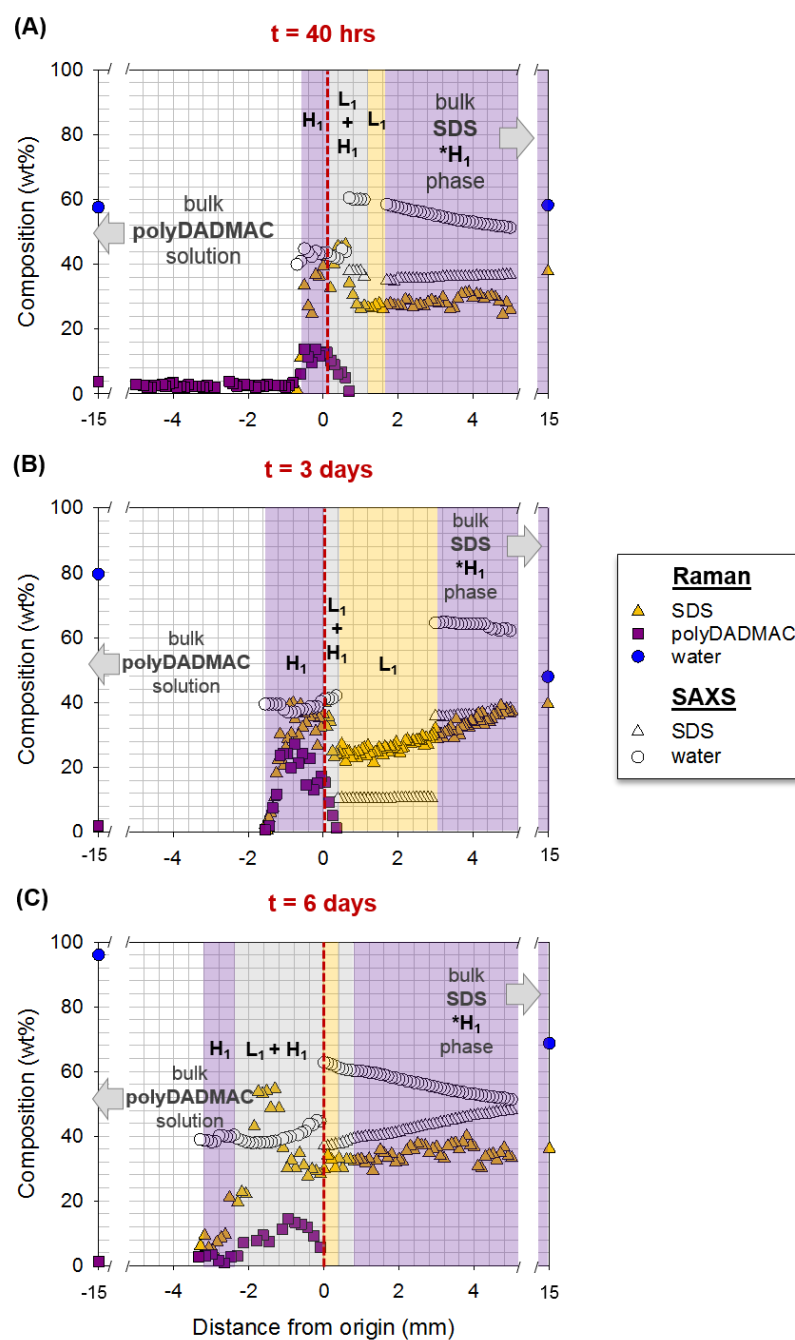 (A)
t = 40 hrs
Composition (wt%)
100
80
60
40
20
0
H₁
L₁
+
H₁
L₁
bulk
SDS
*H₁
phase
bulk
polyDADMAC
solution
-15 -4 -2 0 2 4 15
(B)
t = 3 days
Composition (wt%)
100
80
60
40
20
0
bulk
SDS
*H₁
phase
L₁
+
H₁
H₁
L₁
bulk
polyDADMAC
solution
-15 -4 -2 0 2 4 15
Raman
SDS
polyDADMAC
water
SAXS
SDS
water
(C)
t = 6 days
Composition (wt%)
100
80
60
40
20
0
bulk
SDS
*H₁
phase
H₁ L₁ + H₁
bulk
polyDADMAC
solution
-15 -4 -2 0 2 4 15
Distance from origin (mm)